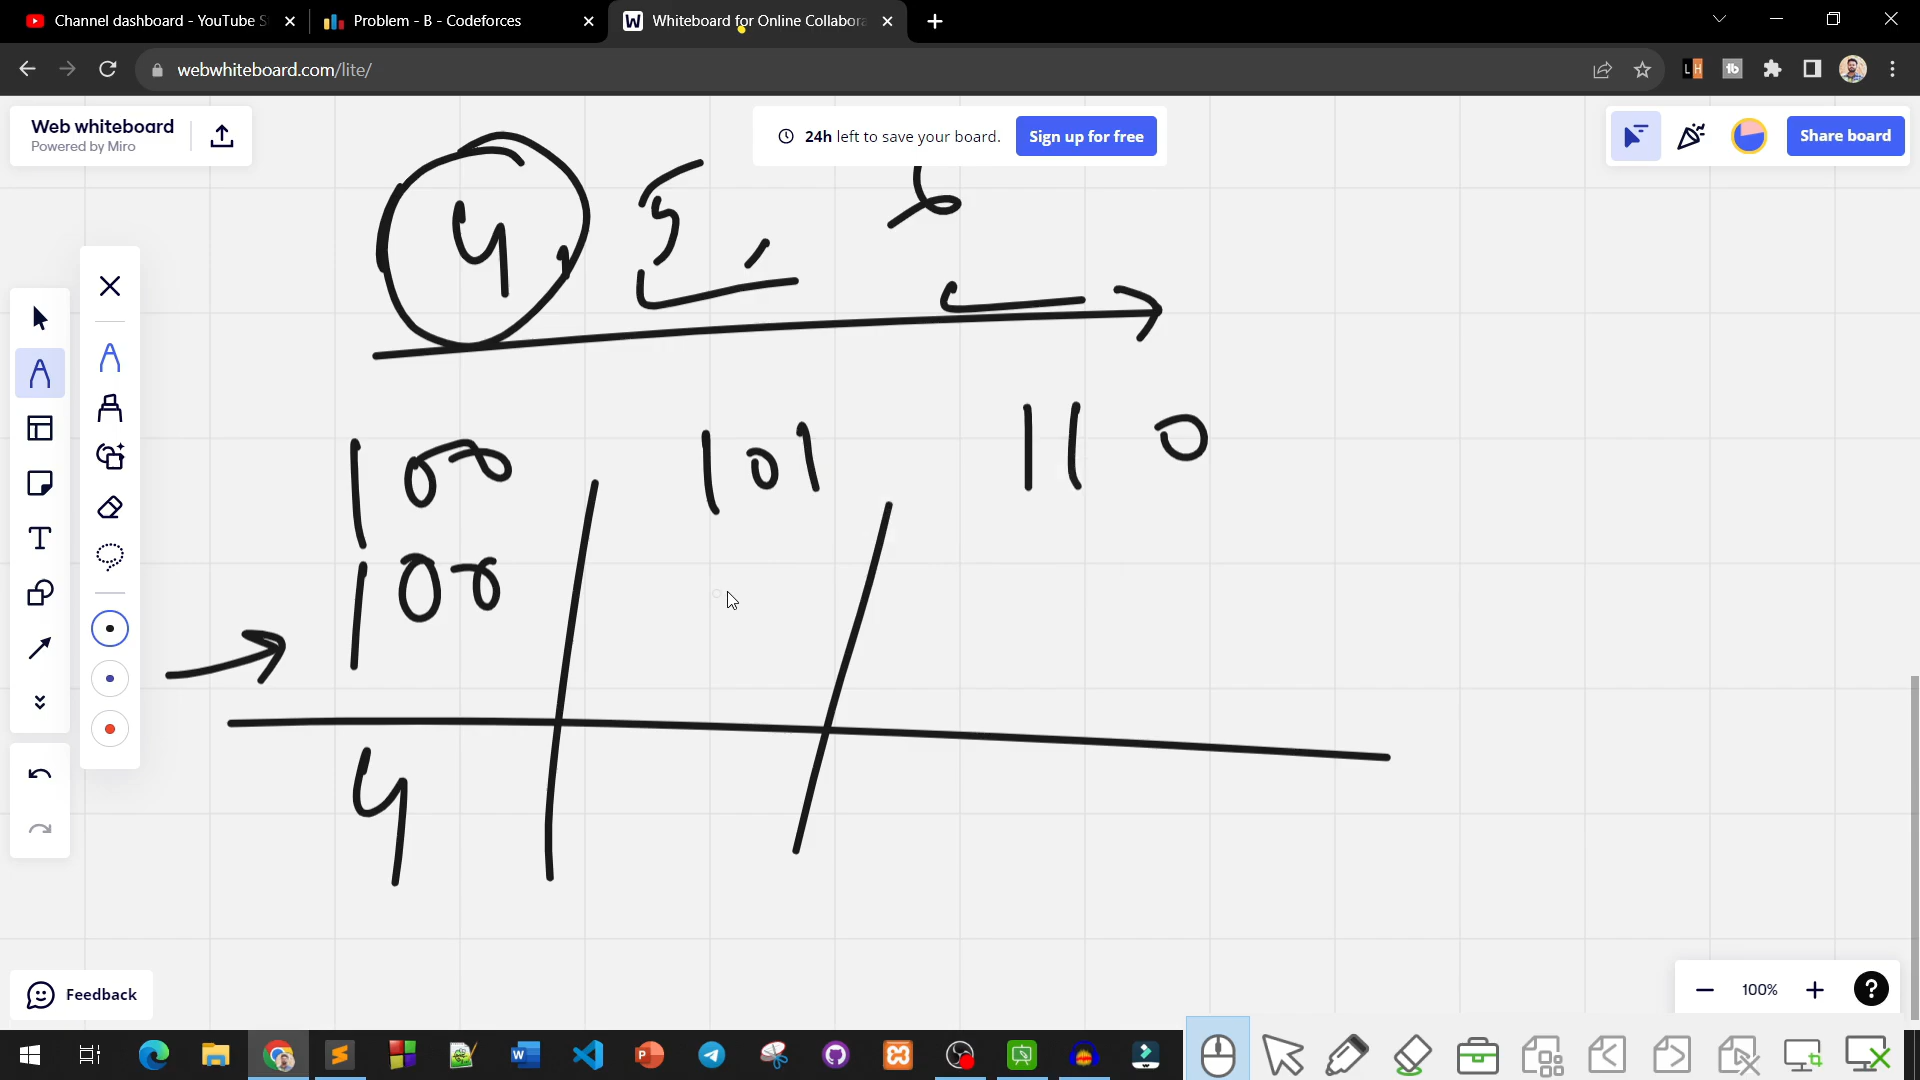 Channel dashboard - YouTube S
Problem - B - Codeforces
Whiteboard for Online Collabora
webwhiteboard.com/lite/
Web whiteboard
Powered by Miro
24h left to save your board.
Sign up for free
Share board
4, 5, 6
100 101 110
100
4
Feedback
100%